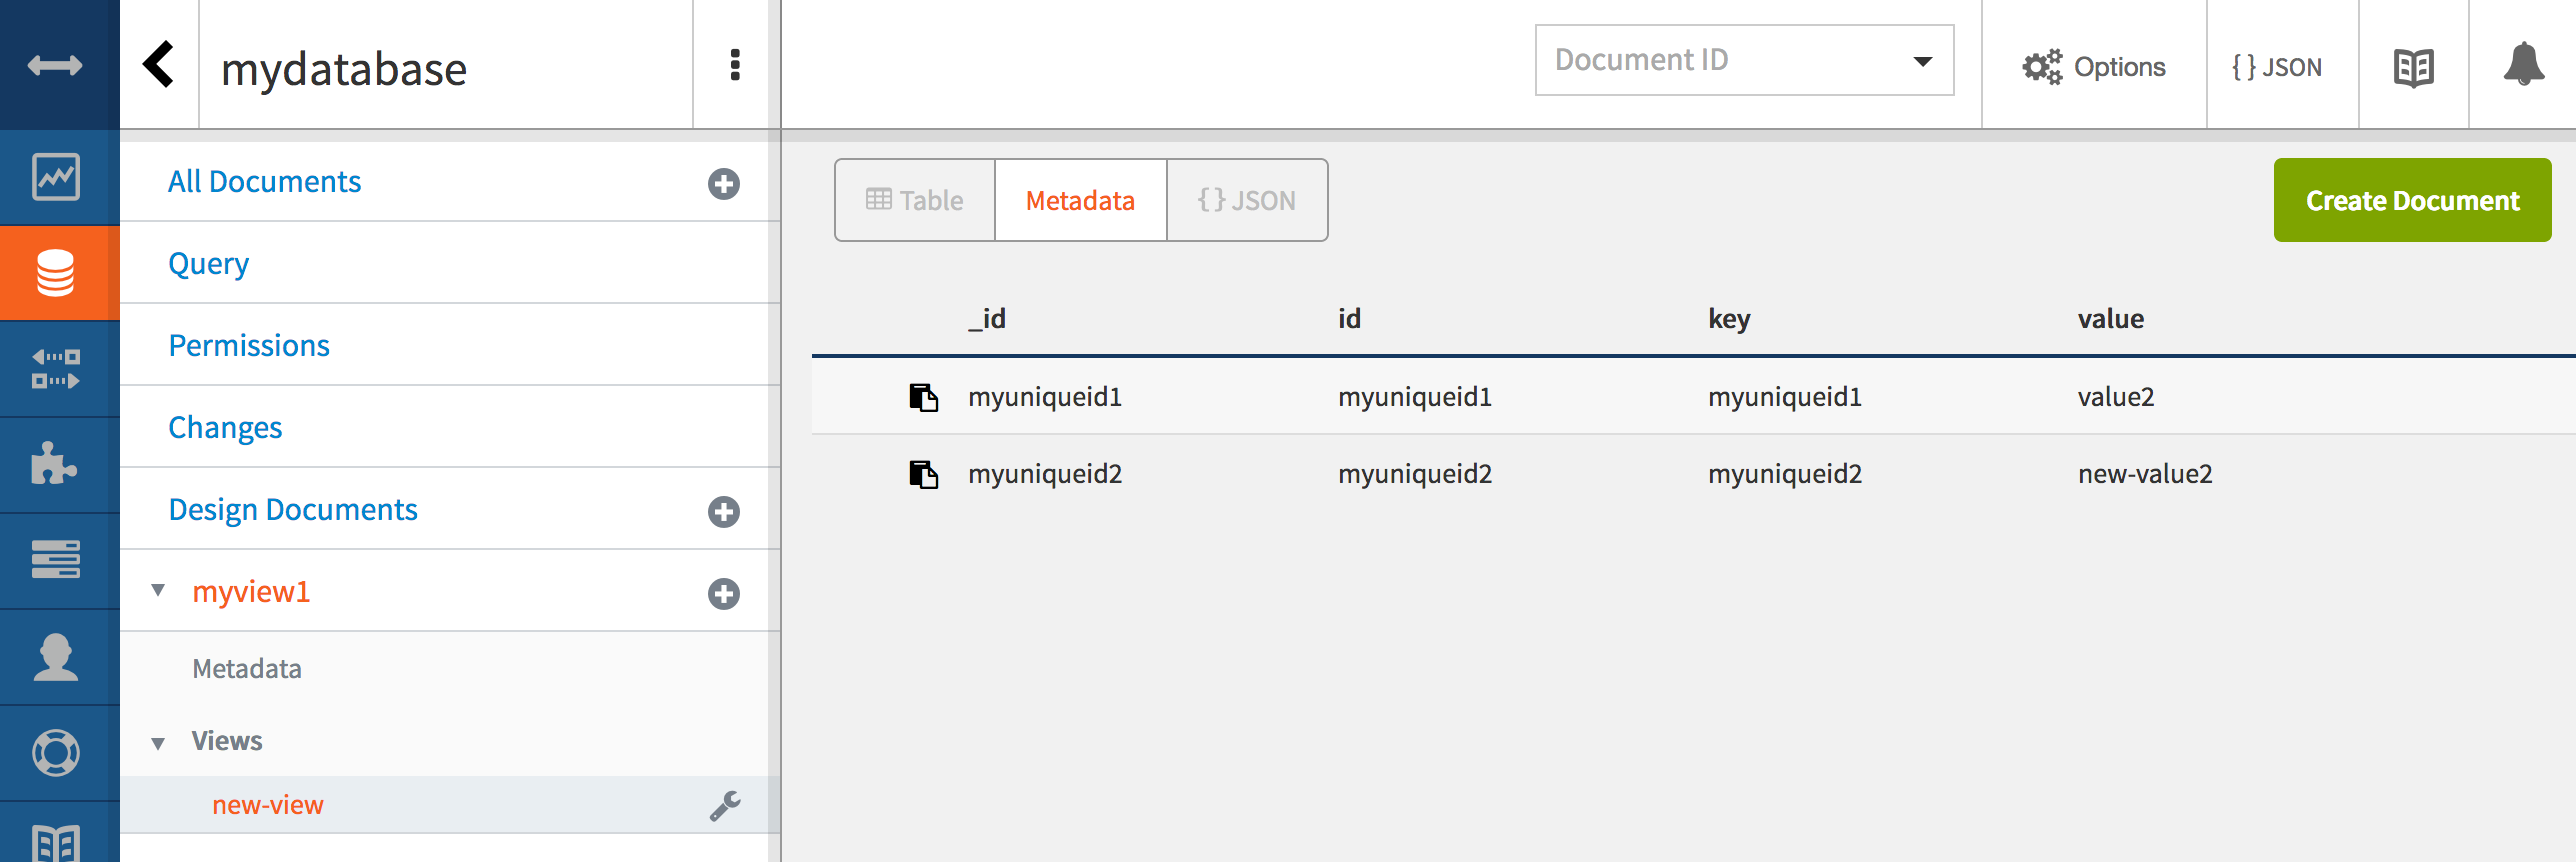 mydatabase
Document ID
Options
{ } JSON
All Documents
Query
Permissions
Changes
Design Documents
myview1
Metadata
Views
new-view
Table
Metadata
{ } JSON
Create Document
_id id key value
myuniqueid1 myuniqueid1 myuniqueid1 value2
myuniqueid2 myuniqueid2 myuniqueid2 new-value2